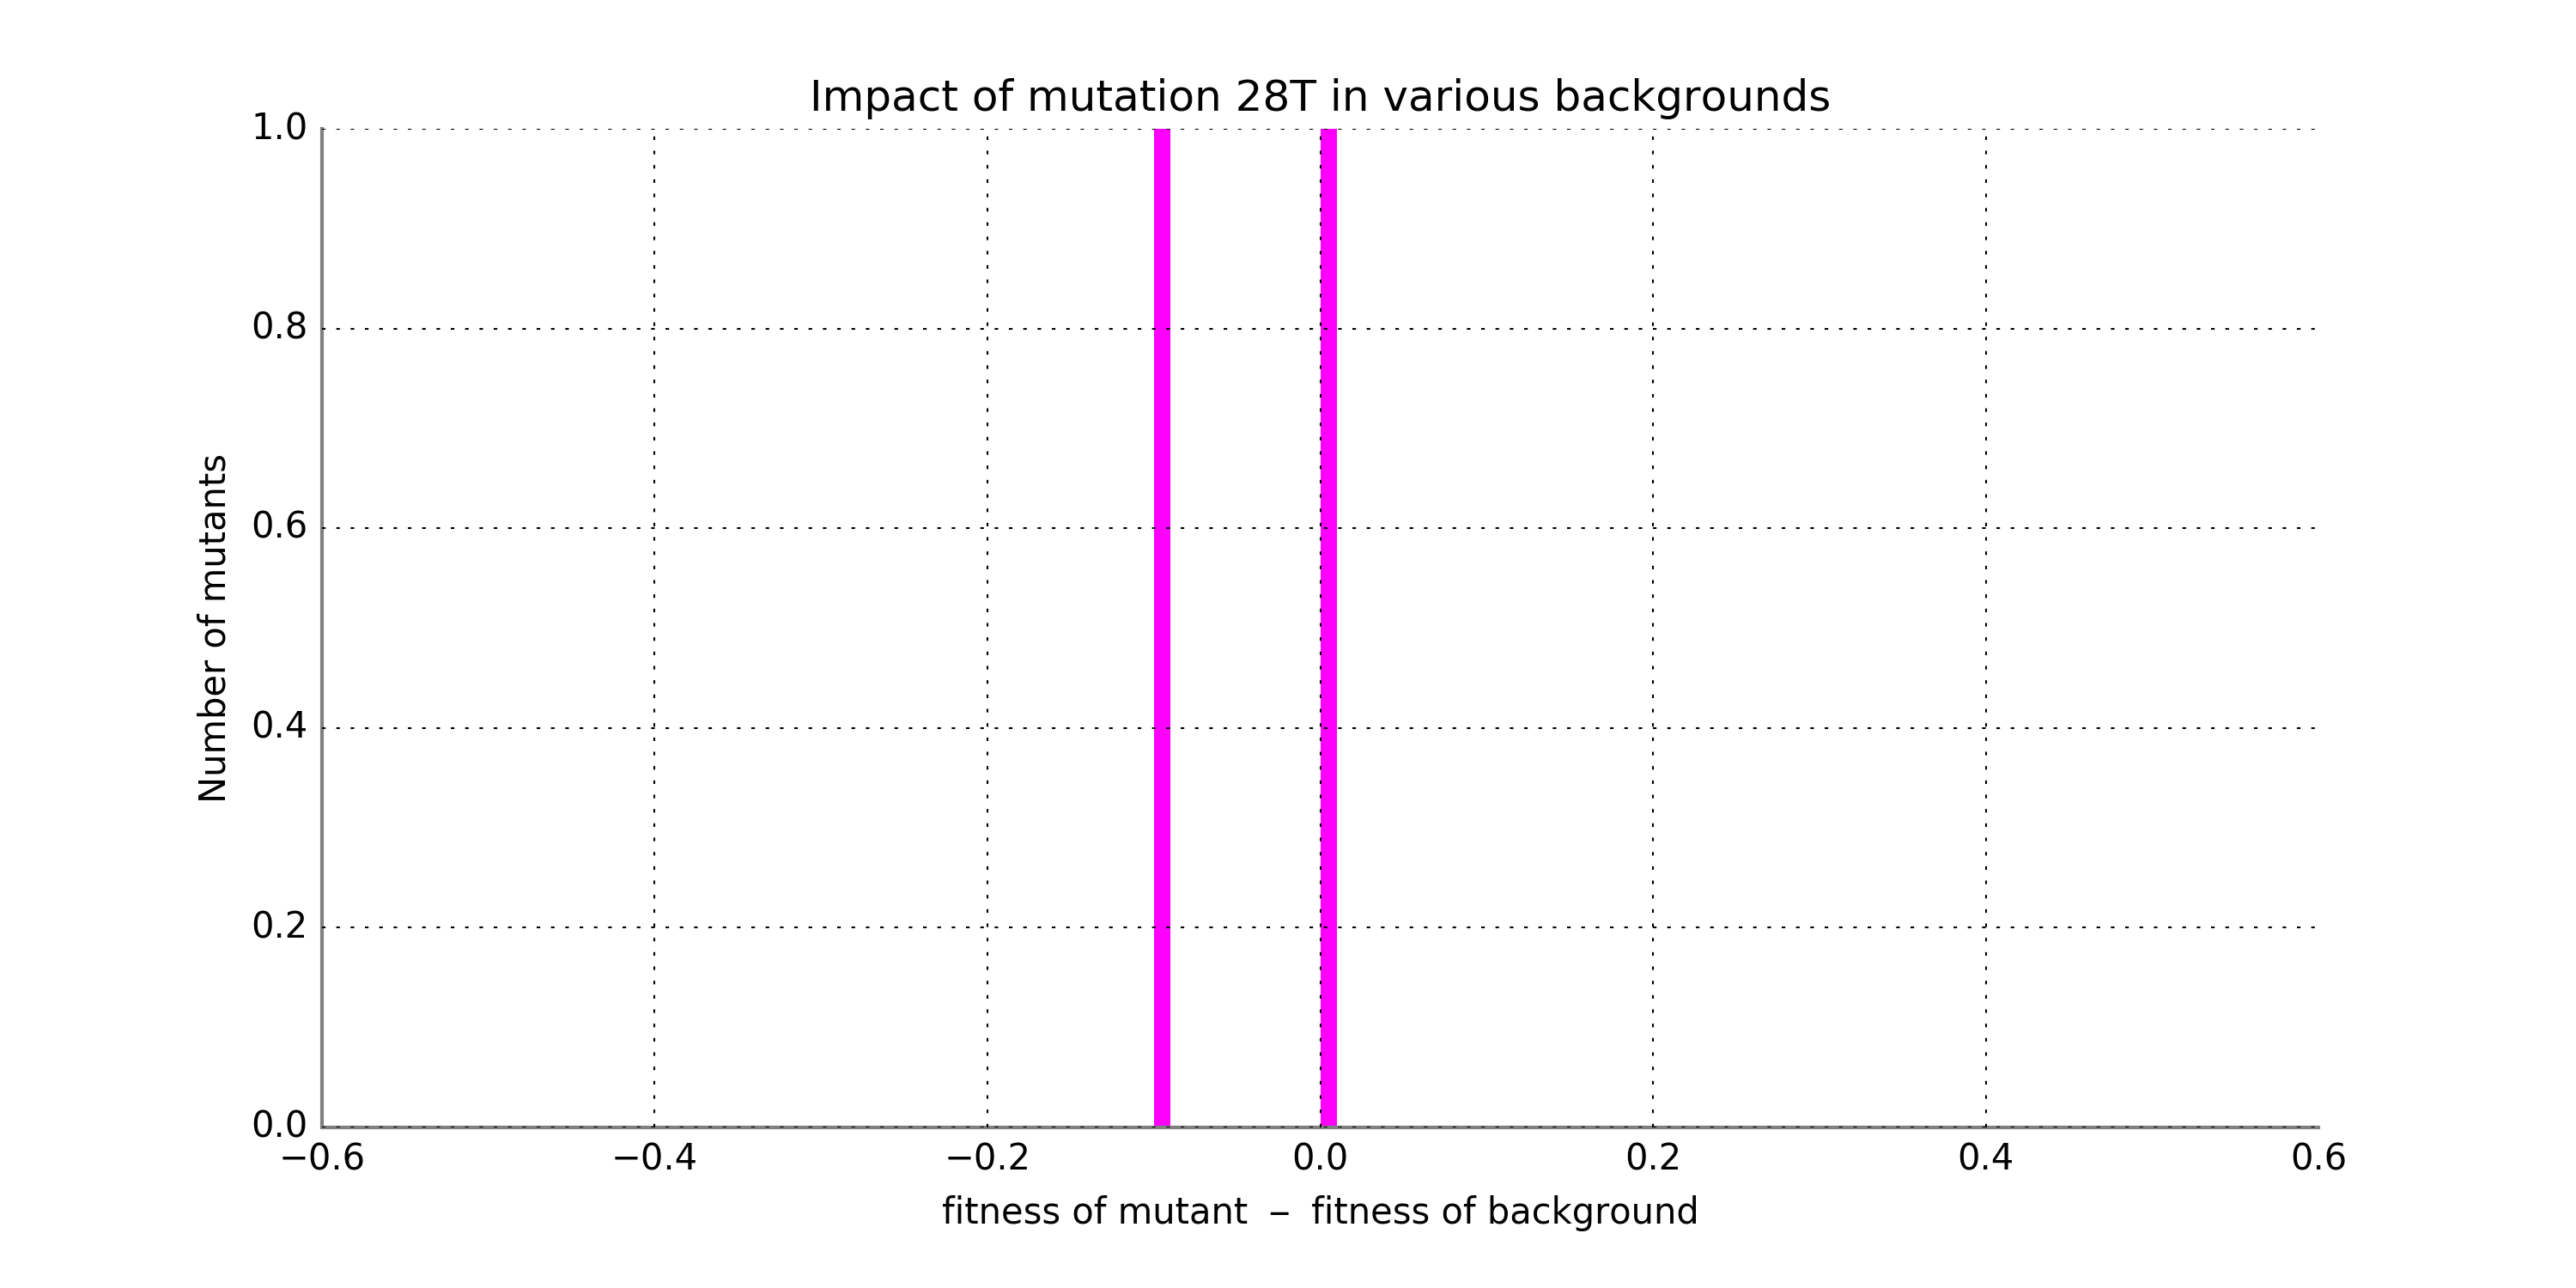 Impact of mutation 28T in various backgrounds
1.0
0.8
0.6
0.4
0.2
0.0
Number of mutants
−0.6 −0.4 −0.2 0.0 0.2 0.4 0.6
fitness of mutant − fitness of background